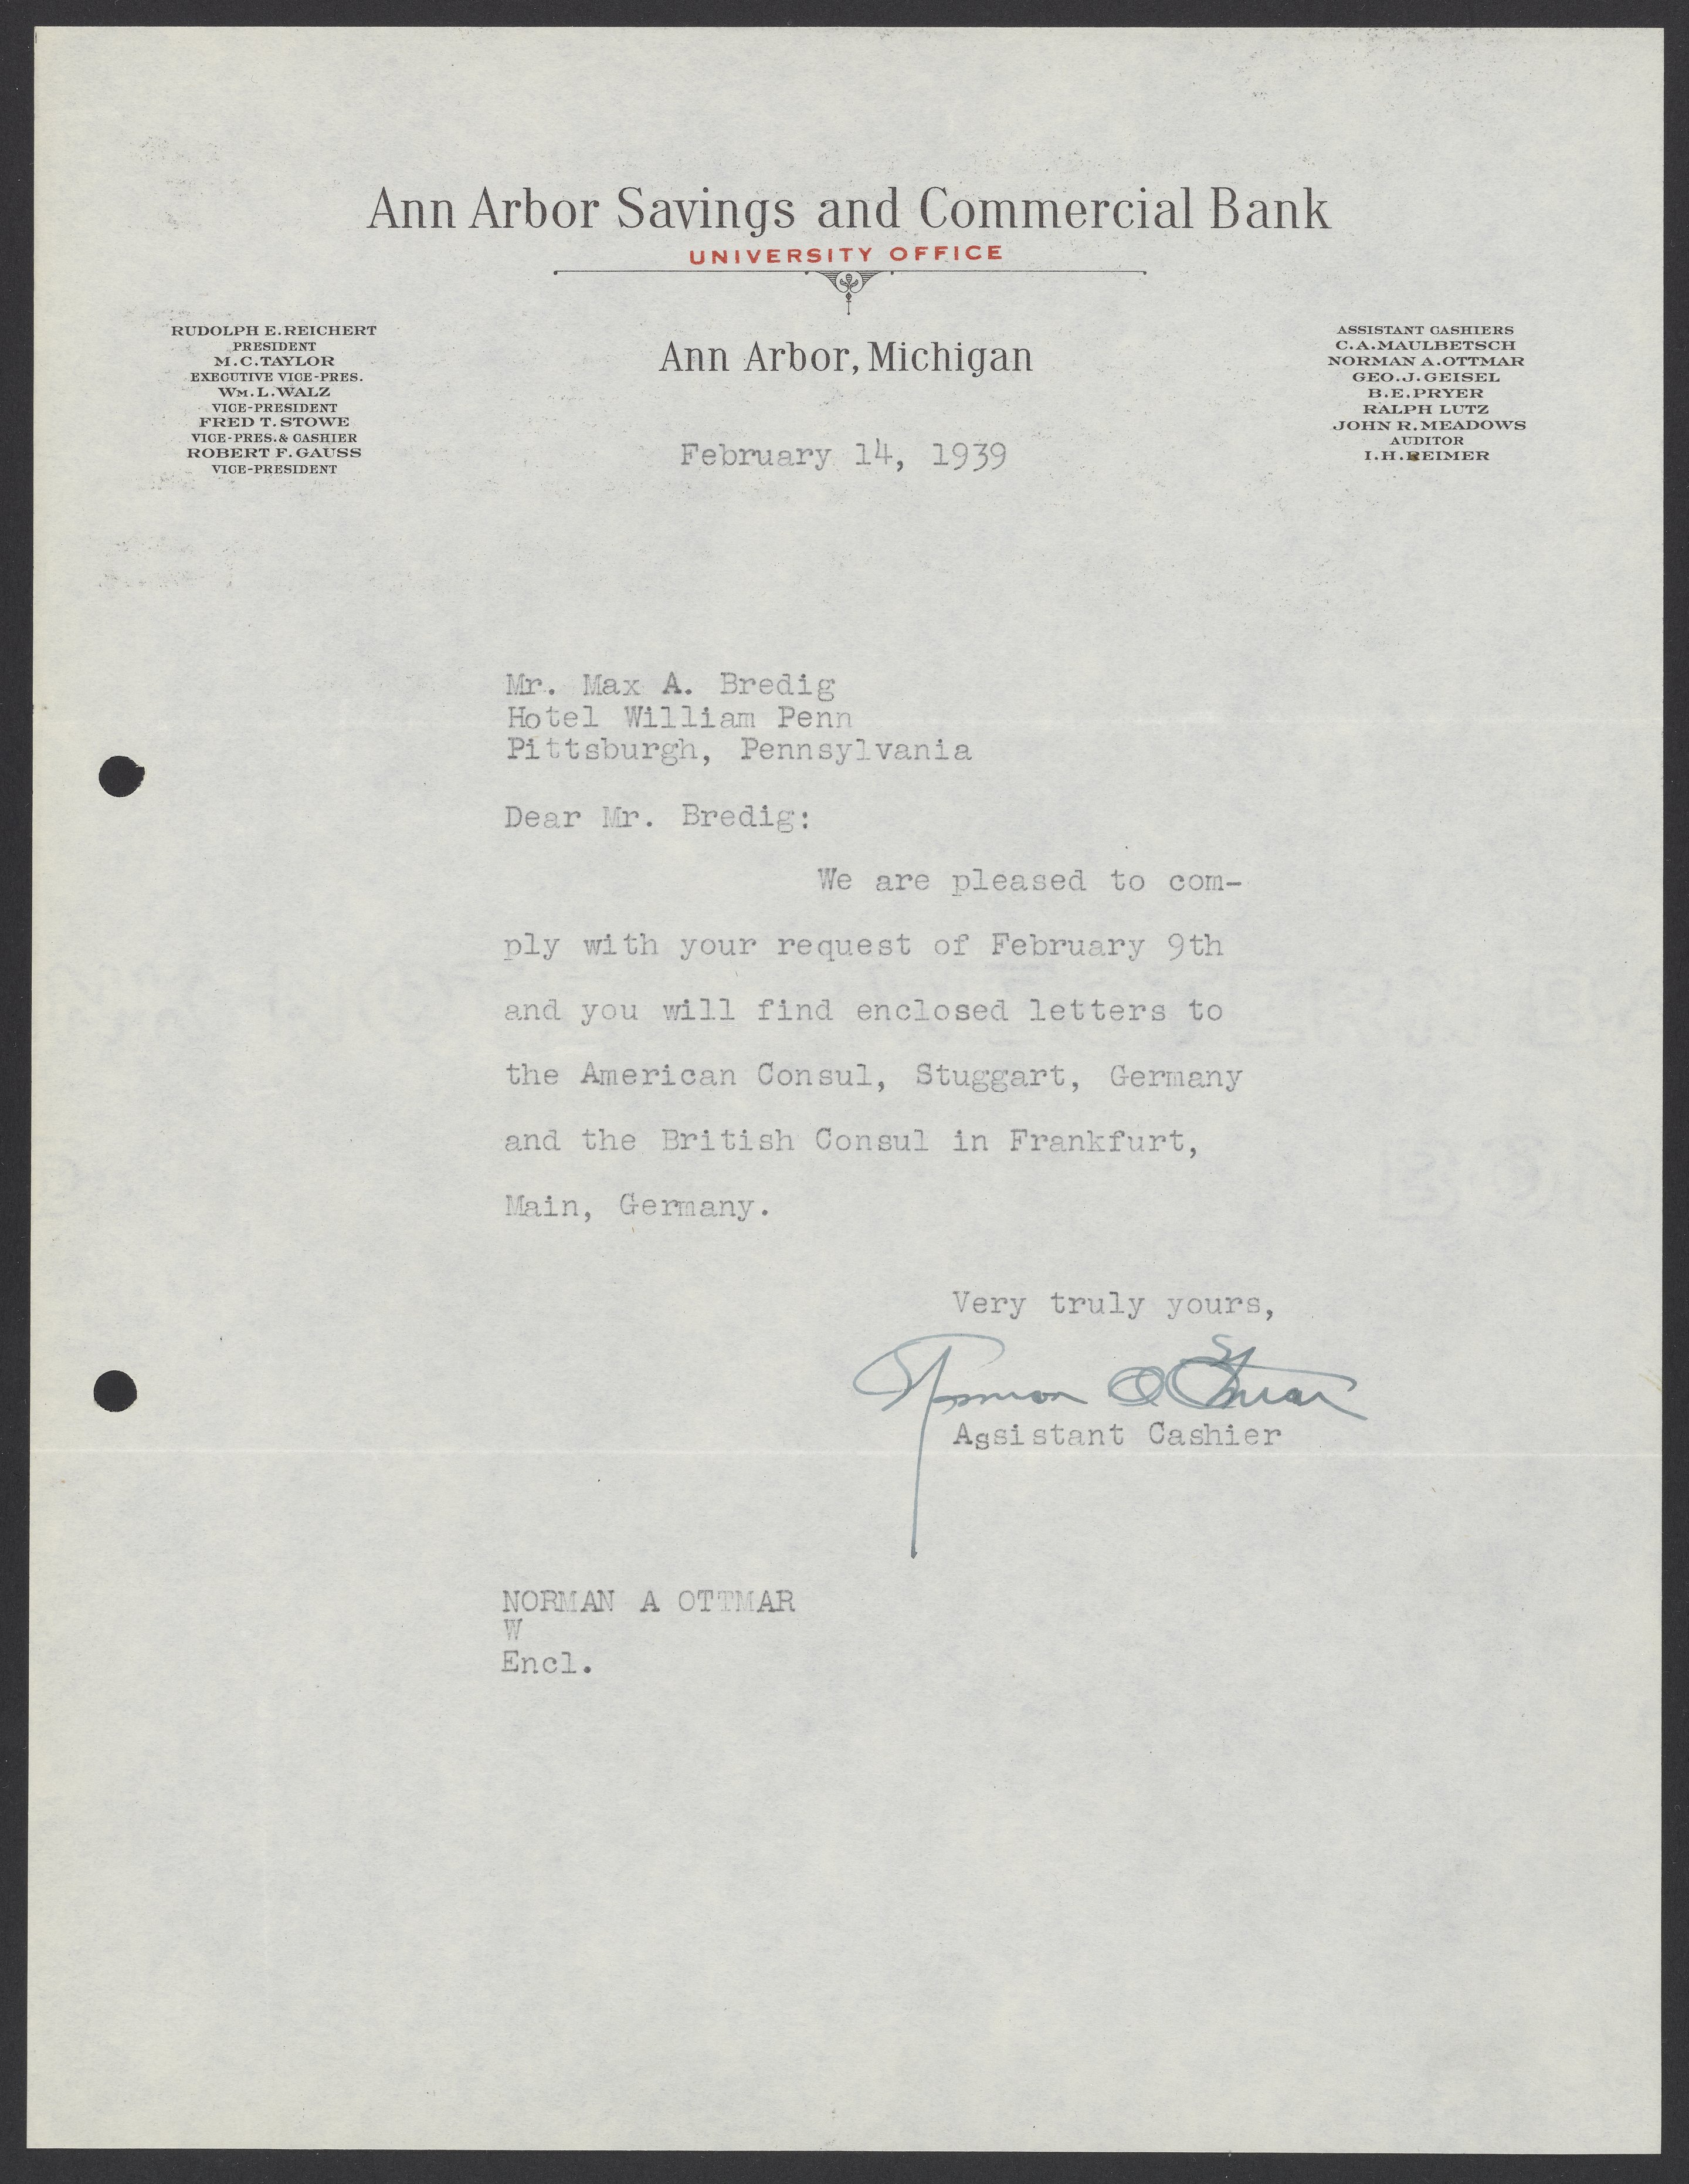 Ann Arbor Savings and Commercial Bank
UNIVERSITY OFFICE
Ann Arbor, Michigan
RUDOLPH E. REICHERT
PRESIDENT
M. C. TAYLOR
EXECUTIVE VICE-PRES.
WM. L. WALZ
VICE-PRESIDENT
FRED T. STOWE
VICE-PRES. & CASHIER
ROBERT F. GAUSS
VICE-PRESIDENT
ASSISTANT CASHIERS
C. A. MAULBETSCH
NORMAN A. OTTMAR
GEO. J. GEISEL
B. E. PRYER
RALPH LUTZ
JOHN R. MEADOWS
AUDITOR
I. H. REIMER
February 14, 1939
Mr. Max A. Bredig
Hotel William Penn
Pittsburgh, Pennsylvania
Dear Mr. Bredig:
We are pleased to com-
ply with your request of February 9th
and you will find enclosed letters to
the American Consul, Stuggart, Germany
and the British Consul in Frankfurt,
Main, Germany.
Very truly yours,
Norman A Ottmar
Assistant Cashier
NORMAN A OTTMAR
W
Encl.